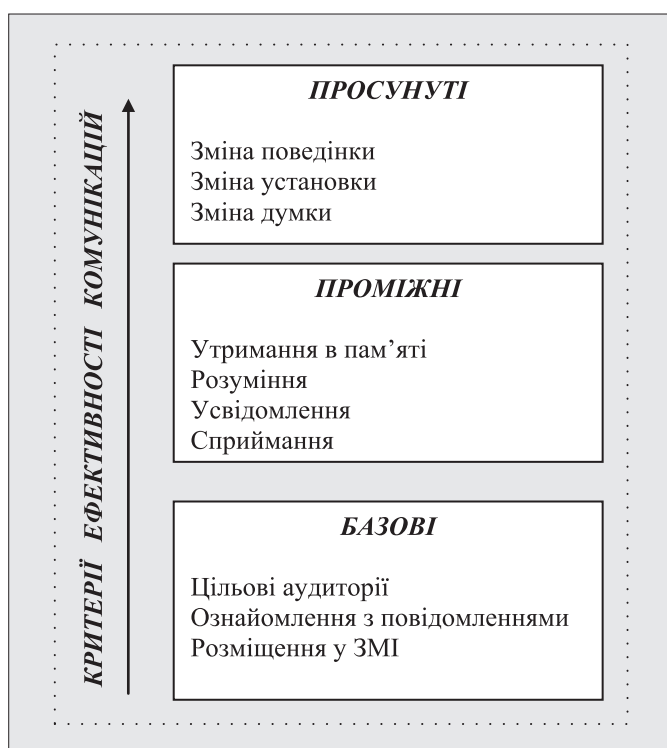 КРИТЕРІЇ ЕФЕКТИВНОСТІ КОМУНІКАЦІЙ
ПРОСУНУТІ
Зміна поведінки
Зміна установки
Зміна думки
ПРОМІЖНІ
Утримання в пам’яті
Розуміння
Усвідомлення
Сприймання
БАЗОВІ
Цільові аудиторії
Ознайомлення з повідомленнями
Розміщення у ЗМІ